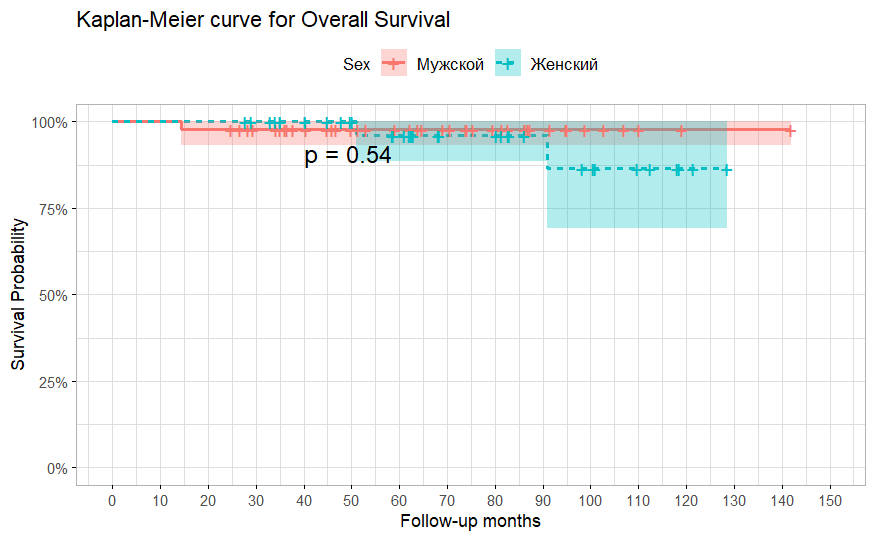 Kaplan-Meier curve for Overall Survival
Sex Мужской Женский
100%
75%
50%
25%
0%
p = 0.54
Survival Probability
0 10 20 30 40 50 60 70 80 90 100 110 120 130 140 150
Follow-up months